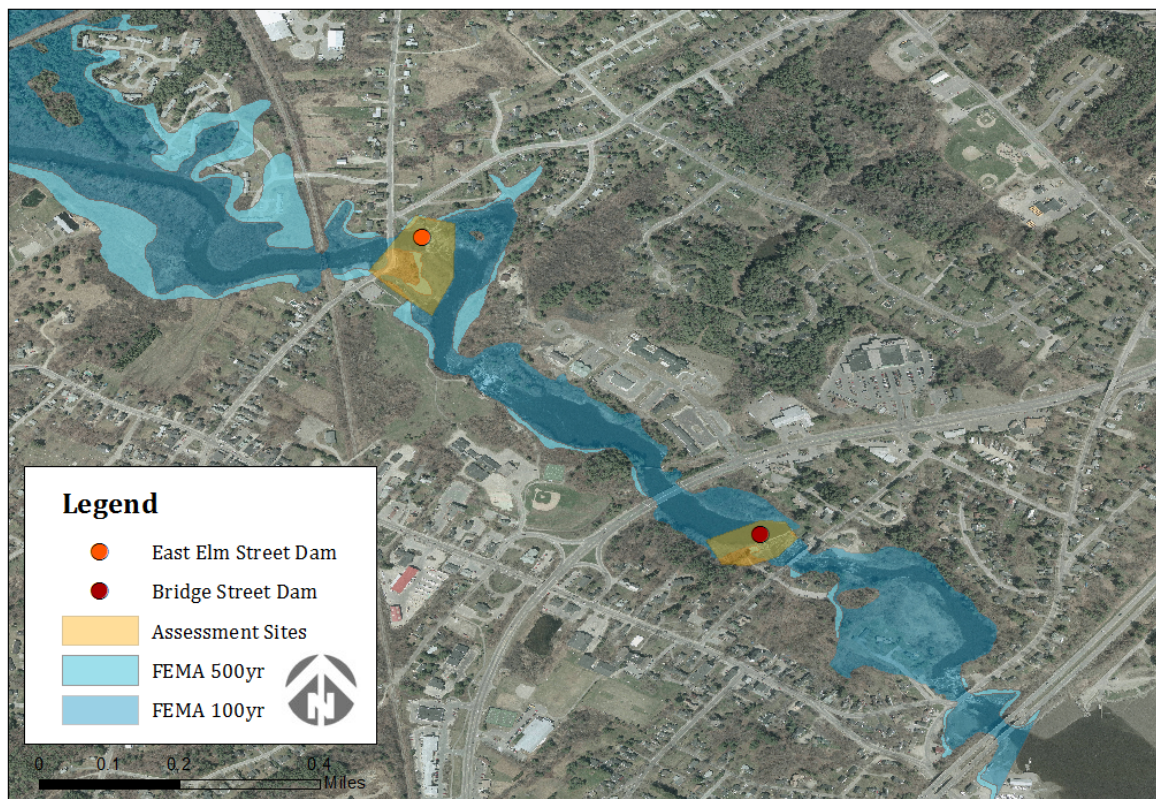 Legend
East Elm Street Dam
Bridge Street Dam
Assessment Sites
FEMA 500yr
FEMA 100yr
N
0 0.1 0.2 0.4
Miles